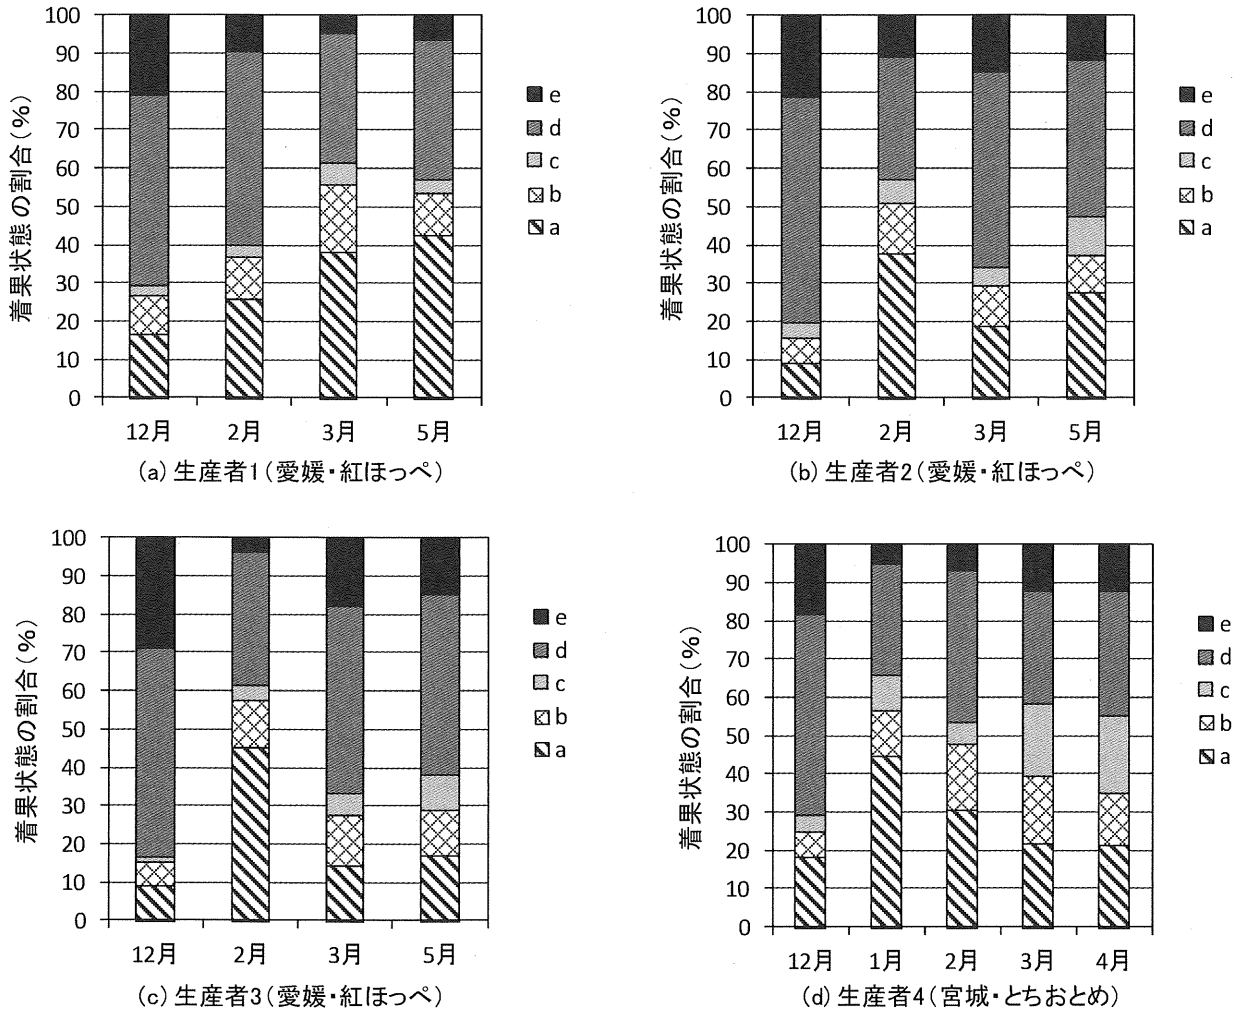 着果状態の割合(%)
100
90
80
70
60
50
40
30
20
10
0
12月 2月 3月 5月
e
d
c
b
a
(a) 生産者1(愛媛・紅ほっぺ)
着果状態の割合(%)
100
90
80
70
60
50
40
30
20
10
0
12月 2月 3月 5月
e
d
c
b
a
(b) 生産者2(愛媛・紅ほっぺ)
着果状態の割合(%)
100
90
80
70
60
50
40
30
20
10
0
12月 2月 3月 5月
e
d
c
b
a
(c) 生産者3(愛媛・紅ほっぺ)
着果状態の割合(%)
100
90
80
70
60
50
40
30
20
10
0
12月 1月 2月 3月 4月
e
d
c
b
a
(d) 生産者4(宮城・とちおとめ)